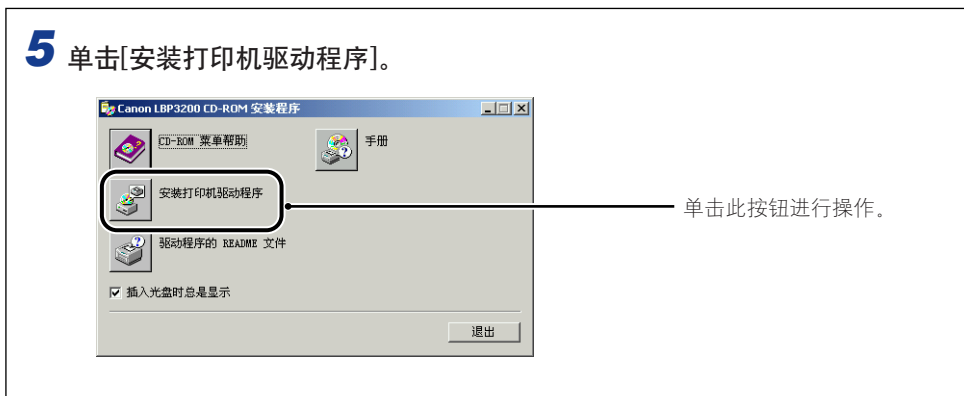 5 单击[安装打印机驱动程序]。
Canon LBP3200 CD-ROM 安装程序
CD-ROM 菜单帮助
手册
安装打印机驱动程序
单击此按钮进行操作。
驱动程序的 README 文件
插入光盘时总是显示
退出